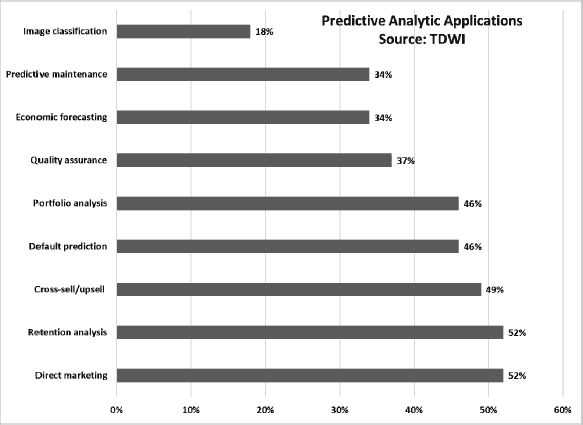 Predictive Analytic Applications
Source: TDWI
Image classification 18%
Predictive maintenance 34%
Economic forecasting 34%
Quality assurance 37%
Portfolio analysis 46%
Default prediction 46%
Cross-sell/upsell 49%
Retention analysis 52%
Direct marketing 52%
0% 10% 20% 30% 40% 50% 60%